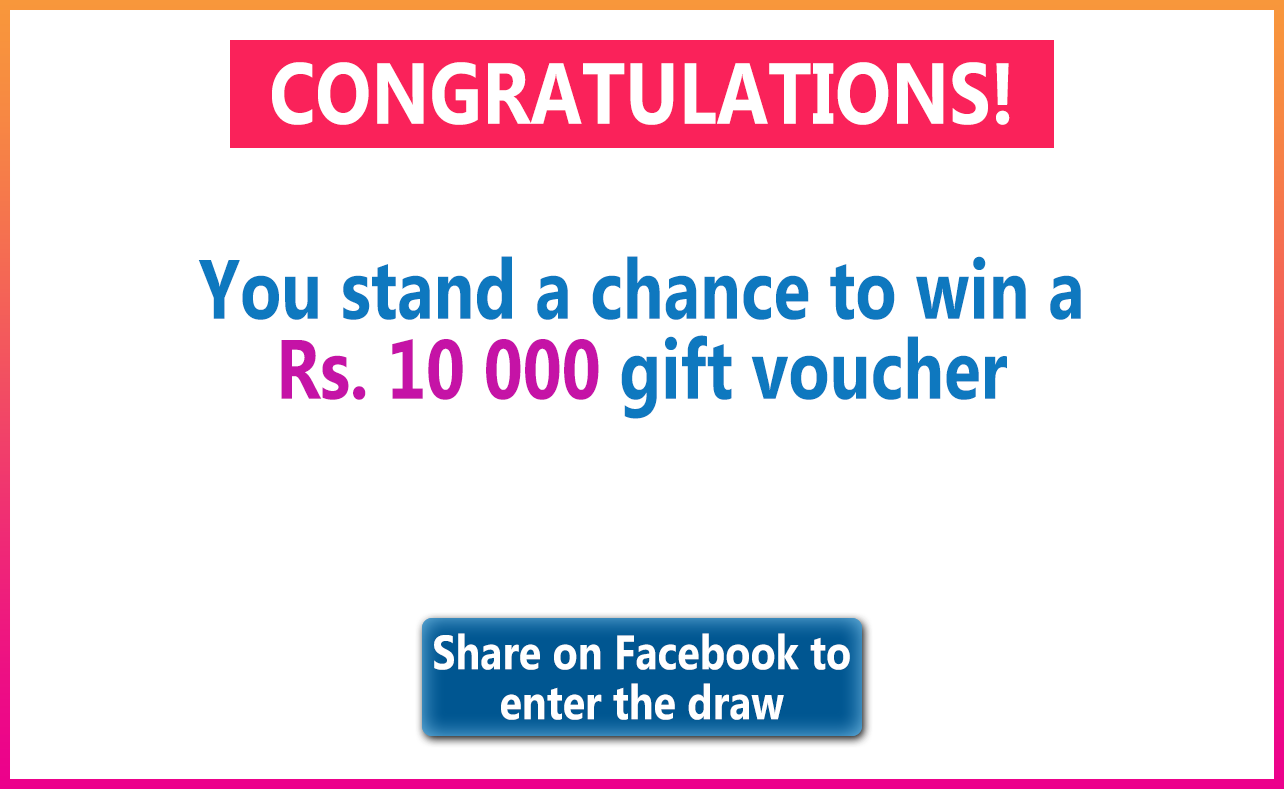 CONGRATULATIONS!
You stand a chance to win a
Rs. 10 000 gift voucher
Share on Facebook to
enter the draw